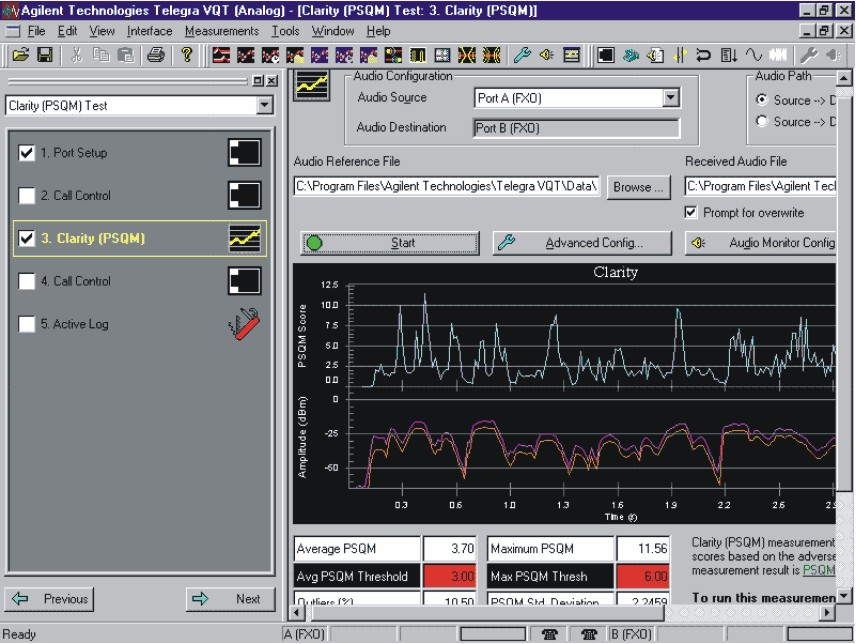 Agilent Technologies Telegra VQT (Analog) - [Clarity (PSQM) Test: 3. Clarity (PSQM)]
File Edit View Interface Measurements Tools Window Help
Clarity (PSQM) Test
1. Port Setup
2. Call Control
3. Clarity (PSQM)
4. Call Control
5. Active Log
Previous
Next
Audio Configuration
Audio Source
Port A (FXO)
Audio Destination
Port B (FXO)
Audio Path
Source --> D
Source --> D
Audio Reference File
C:\Program Files\Agilent Technologies\Telegra VQT\Data\
Browse ...
Received Audio File
C:\Program Files\Agilent Tecl
Prompt for overwrite
Start
Advanced Config...
Audio Monitor Config
Clarity
PSQM Score
12.5
10.0
7.5
5.0
2.5
0.0
Amplitude (dBm)
0
-25
-50
0.3 0.6 1.0 1.3 1.6 1.9 2.2 2.6 2.9
Time (s)
Average PSQM 3.70 Maximum PSQM 11.56
Avg PSQM Threshold 3.00 Max PSQM Thresh 6.00
Outliers (%) 10.50 PSQM Std. Deviation 2.2459
Clarity (PSQM) measurement
scores based on the adverse
measurement result is PSQM
To run this measuremen
Ready
A (FXO)
B (FXO)